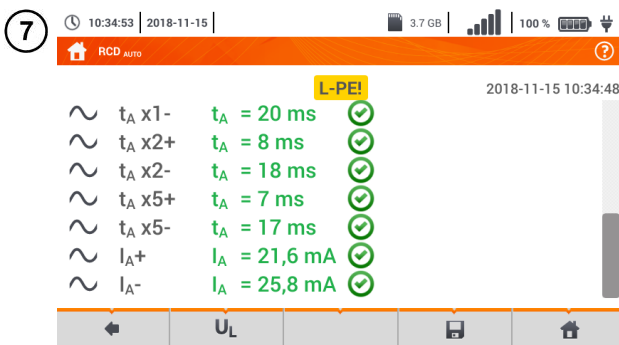 7
10:34:53 2018-11-15 3.7 GB 100 %
RCD AUTO ?
L-PE! 2018-11-15 10:34:48
tA x1- tA = 20 ms
tA x2+ tA = 8 ms
tA x2- tA = 18 ms
tA x5+ tA = 7 ms
tA x5- tA = 17 ms
IA+ IA = 21,6 mA
IA- IA = 25,8 mA
UL